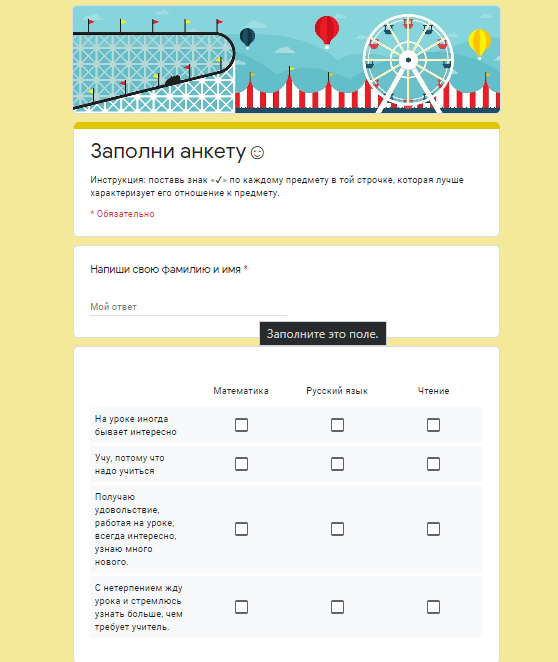 Заполни анкету☺
Инструкция: поставь знак «✓» по каждому предмету в той строчке, которая лучше
характеризует его отношение к предмету.
* Обязательно
Напиши свою фамилию и имя *
Мой ответ
Заполните это поле.
Математика Русский язык Чтение
На уроке иногда
бывает интересно
Учу, потому что
надо учиться
Получаю
удовольствие,
работая на уроке,
всегда интересно,
узнаю много
нового.
С нетерпением жду
урока и стремлюсь
узнать больше, чем
требует учитель.